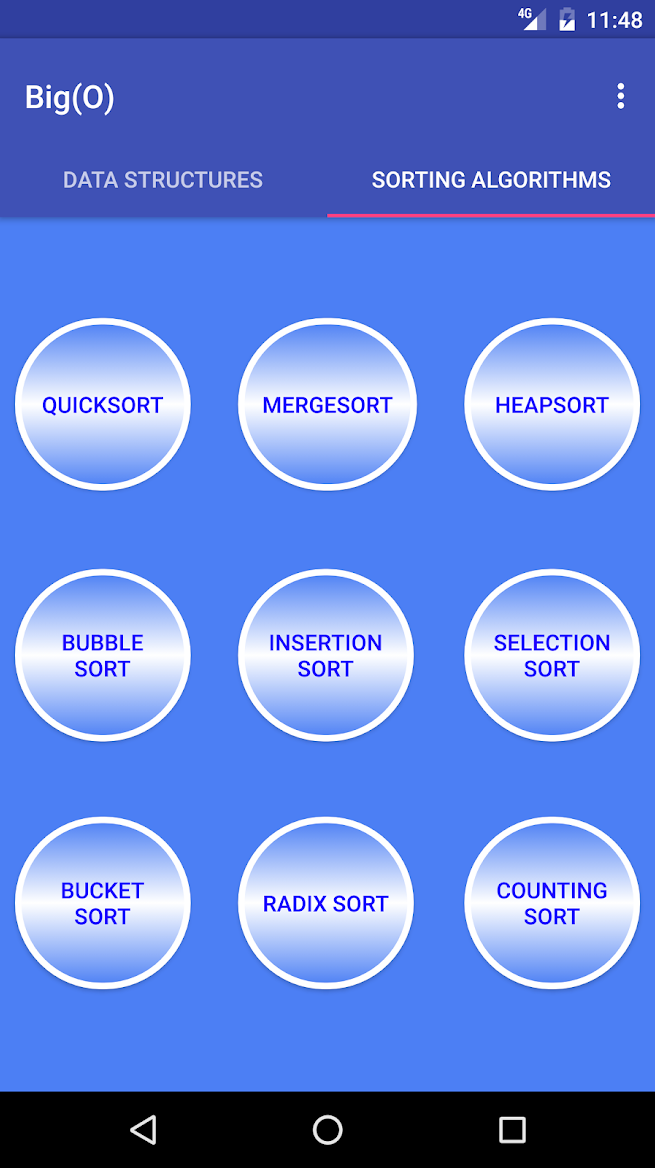 4G 11:48
Big(O)
DATA STRUCTURES SORTING ALGORITHMS
QUICKSORT MERGESORT HEAPSORT
BUBBLE
SORT
INSERTION
SORT
SELECTION
SORT
BUCKET
SORT
RADIX SORT
COUNTING
SORT